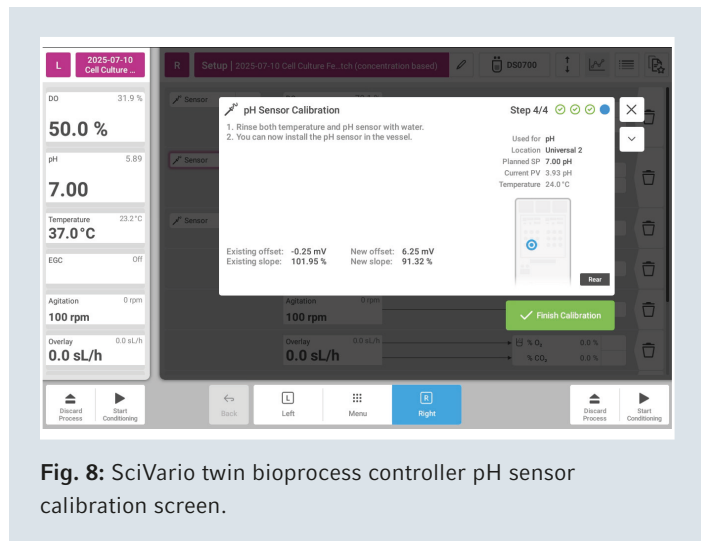 L
2025-07-10
Cell Culture ...
R
Setup | 2025-07-10 Cell Culture Fe...tch (concentration based)
DS0700
DO 31.9 %
50.0 %
pH 5.89
7.00
Temperature 23.2°C
37.0°C
EGC Off
Agitation 0 rpm
100 rpm
Overlay 0.0 sL/h
0.0 sL/h
Sensor
Sensor
Sensor
pH Sensor Calibration
Step 4/4
1. Rinse both temperature and pH sensor with water.
2. You can now install the pH sensor in the vessel.
Used for pH
Location Universal 2
Planned SP 7.00 pH
Current PV 3.93 pH
Temperature 24.0°C
Existing offset: -0.25 mV New offset: 6.25 mV
Existing slope: 101.95 % New slope: 91.32 %
Rear
Finish Calibration
Agitation 0 rpm
100 rpm
Overlay 0.0 sL/h
0.0 sL/h
% O₂ 0.0 %
% CO₂ 0.0 %
Discard Process
Start Conditioning
Back
L
Left
Menu
R
Right
Discard Process
Start Conditioning
Fig. 8: SciVario twin bioprocess controller pH sensor
calibration screen.